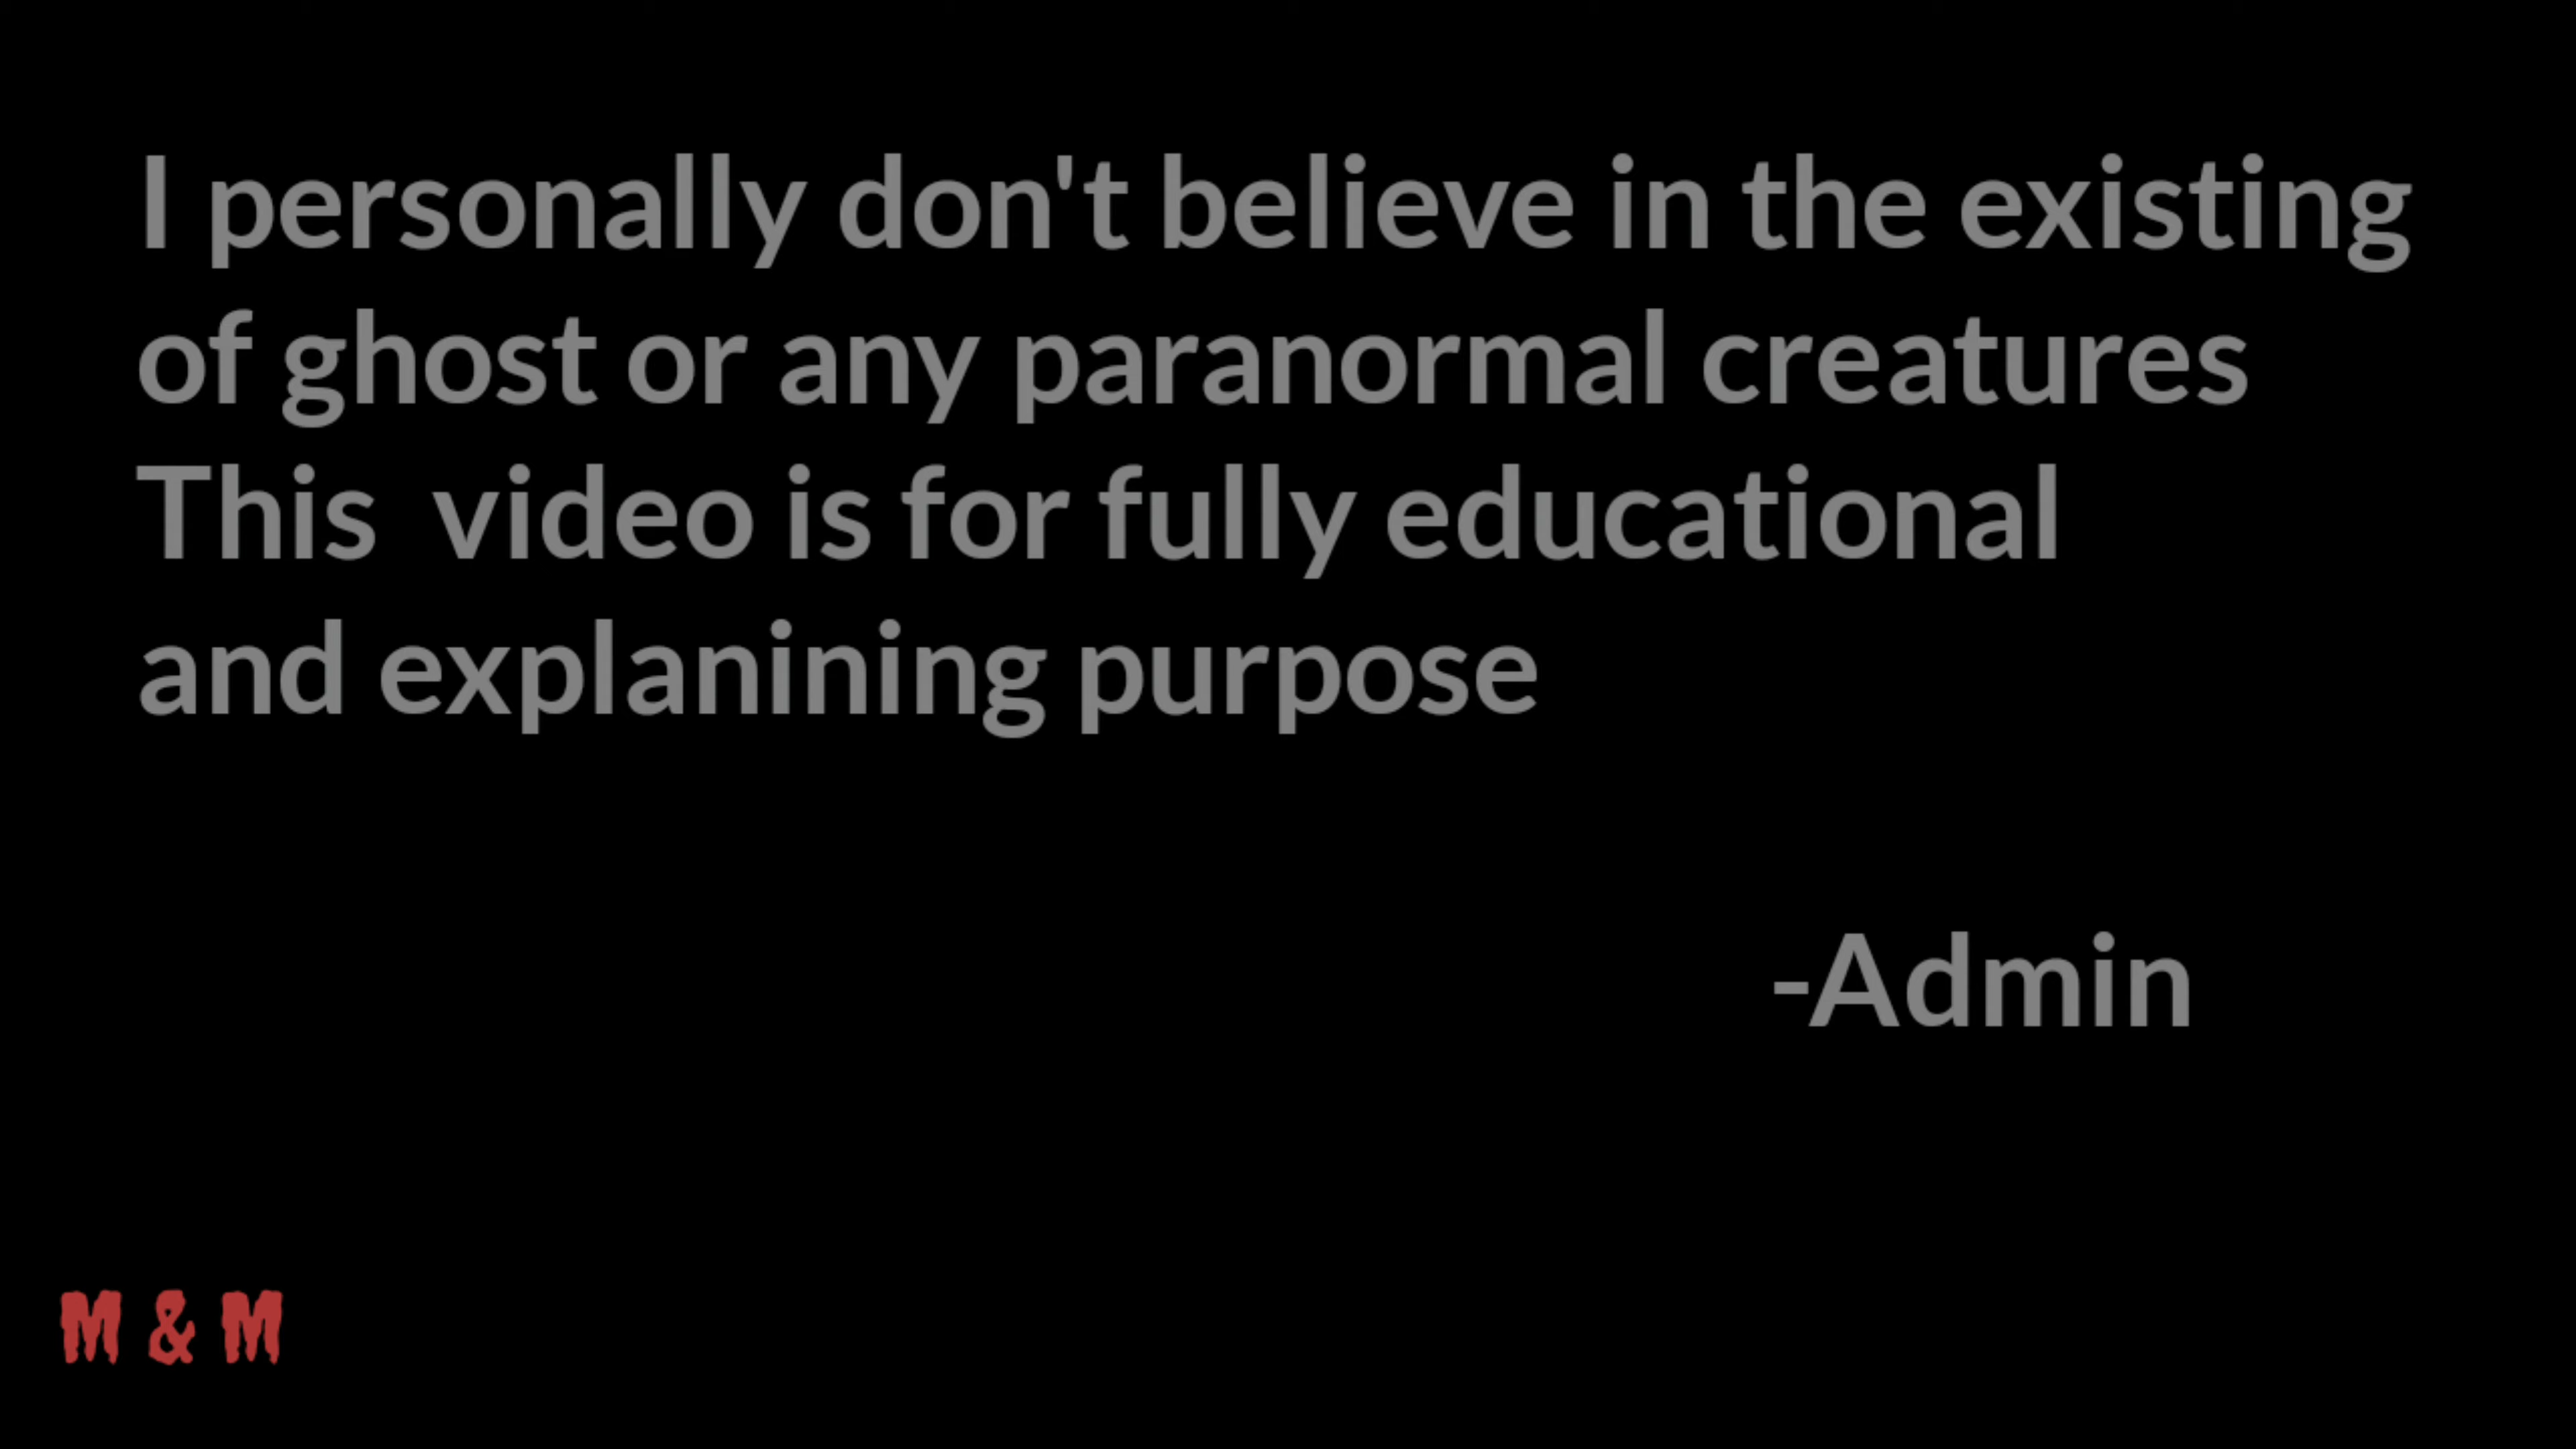 I personally don't believe in the existing
of ghost or any paranormal creatures
This  video is for fully educational
and explanining purpose
-Admin
M & M